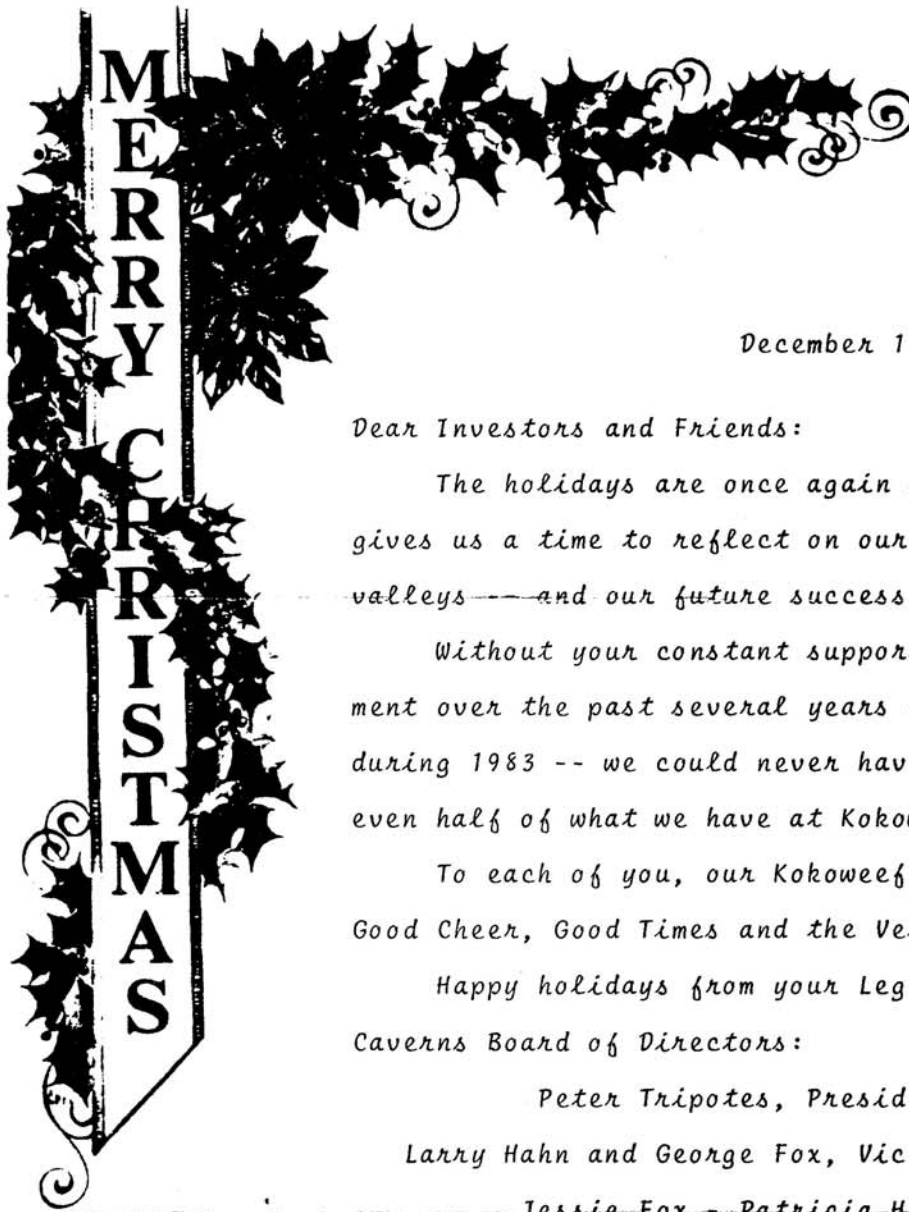 MERRY CHRISTMAS
December 1
Dear Investors and Friends:
The holidays are once again
gives us a time to reflect on our
valleys -- and our future success
Without your constant suppor
ment over the past several years
during 1983 -- we could never hav
even half of what we have at Kokow
To each of you, our Kokoweef
Good Cheer, Good Times and the Ves
Happy holidays from your Leg
Caverns Board of Directors:
Peter Tripotes, Presid
Larry Hahn and George Fox, Vic
Jessie Fox - Patricia H